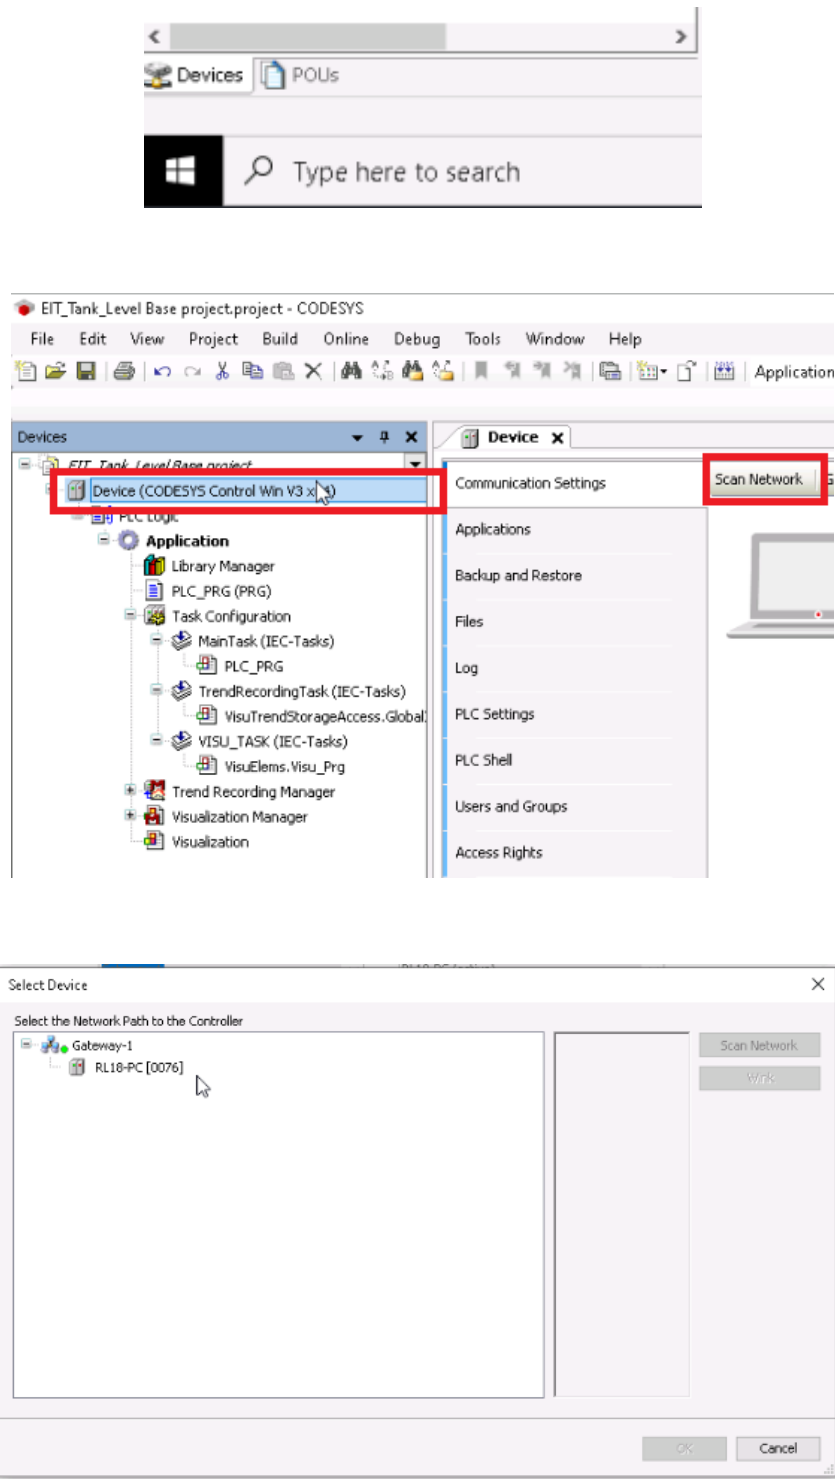 Devices POUs
Type here to search
EIT_Tank_Level Base project.project - CODESYS
File Edit View Project Build Online Debug Tools Window Help
Application
Devices
Device
EIT_Tank_Level Base project
Device (CODESYS Control Win V3 x
Communication Settings
Scan Network
PLC Logic
Application
Applications
Library Manager
PLC_PRG (PRG)
Backup and Restore
Task Configuration
Files
MainTask (IEC-Tasks)
PLC_PRG
Log
TrendRecordingTask (IEC-Tasks)
VisuTrendStorageAccess.Global
PLC Settings
VISU_TASK (IEC-Tasks)
VisuElems.Visu_Prg
PLC Shell
Trend Recording Manager
Users and Groups
Visualization Manager
Visualization
Access Rights
Select Device
Select the Network Path to the Controller
Gateway-1
Scan Network
RL18-PC [0076]
Wink
OK Cancel